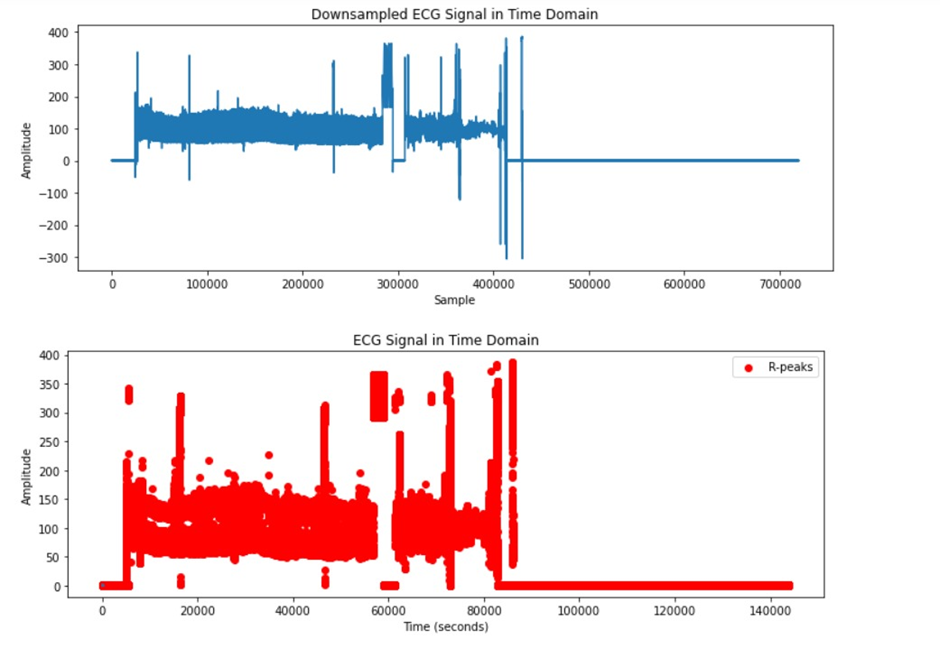 Downsampled ECG Signal in Time Domain
400
300
200
100
0
−100
−200
−300
Amplitude
0 100000 200000 300000 400000 500000 600000 700000
Sample
ECG Signal in Time Domain
R-peaks
400
350
300
250
200
150
100
50
0
Amplitude
0 20000 40000 60000 80000 100000 120000 140000
Time (seconds)